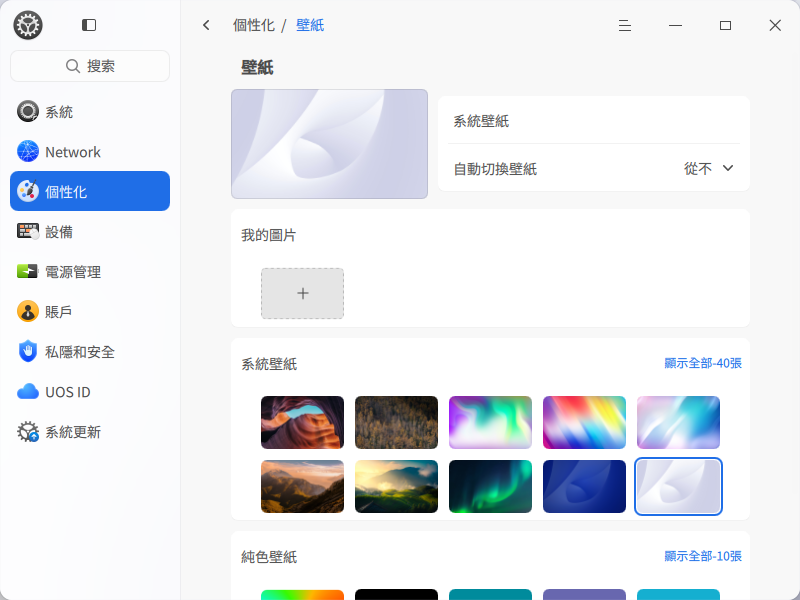 個性化 / 壁紙
搜索
壁紙
系統
Network
個性化
設備
電源管理
賬戶
私隱和安全
UOS ID
系統更新
系統壁紙
自動切換壁紙 從不
我的圖片
系統壁紙 顯示全部-40張
純色壁紙 顯示全部-10張